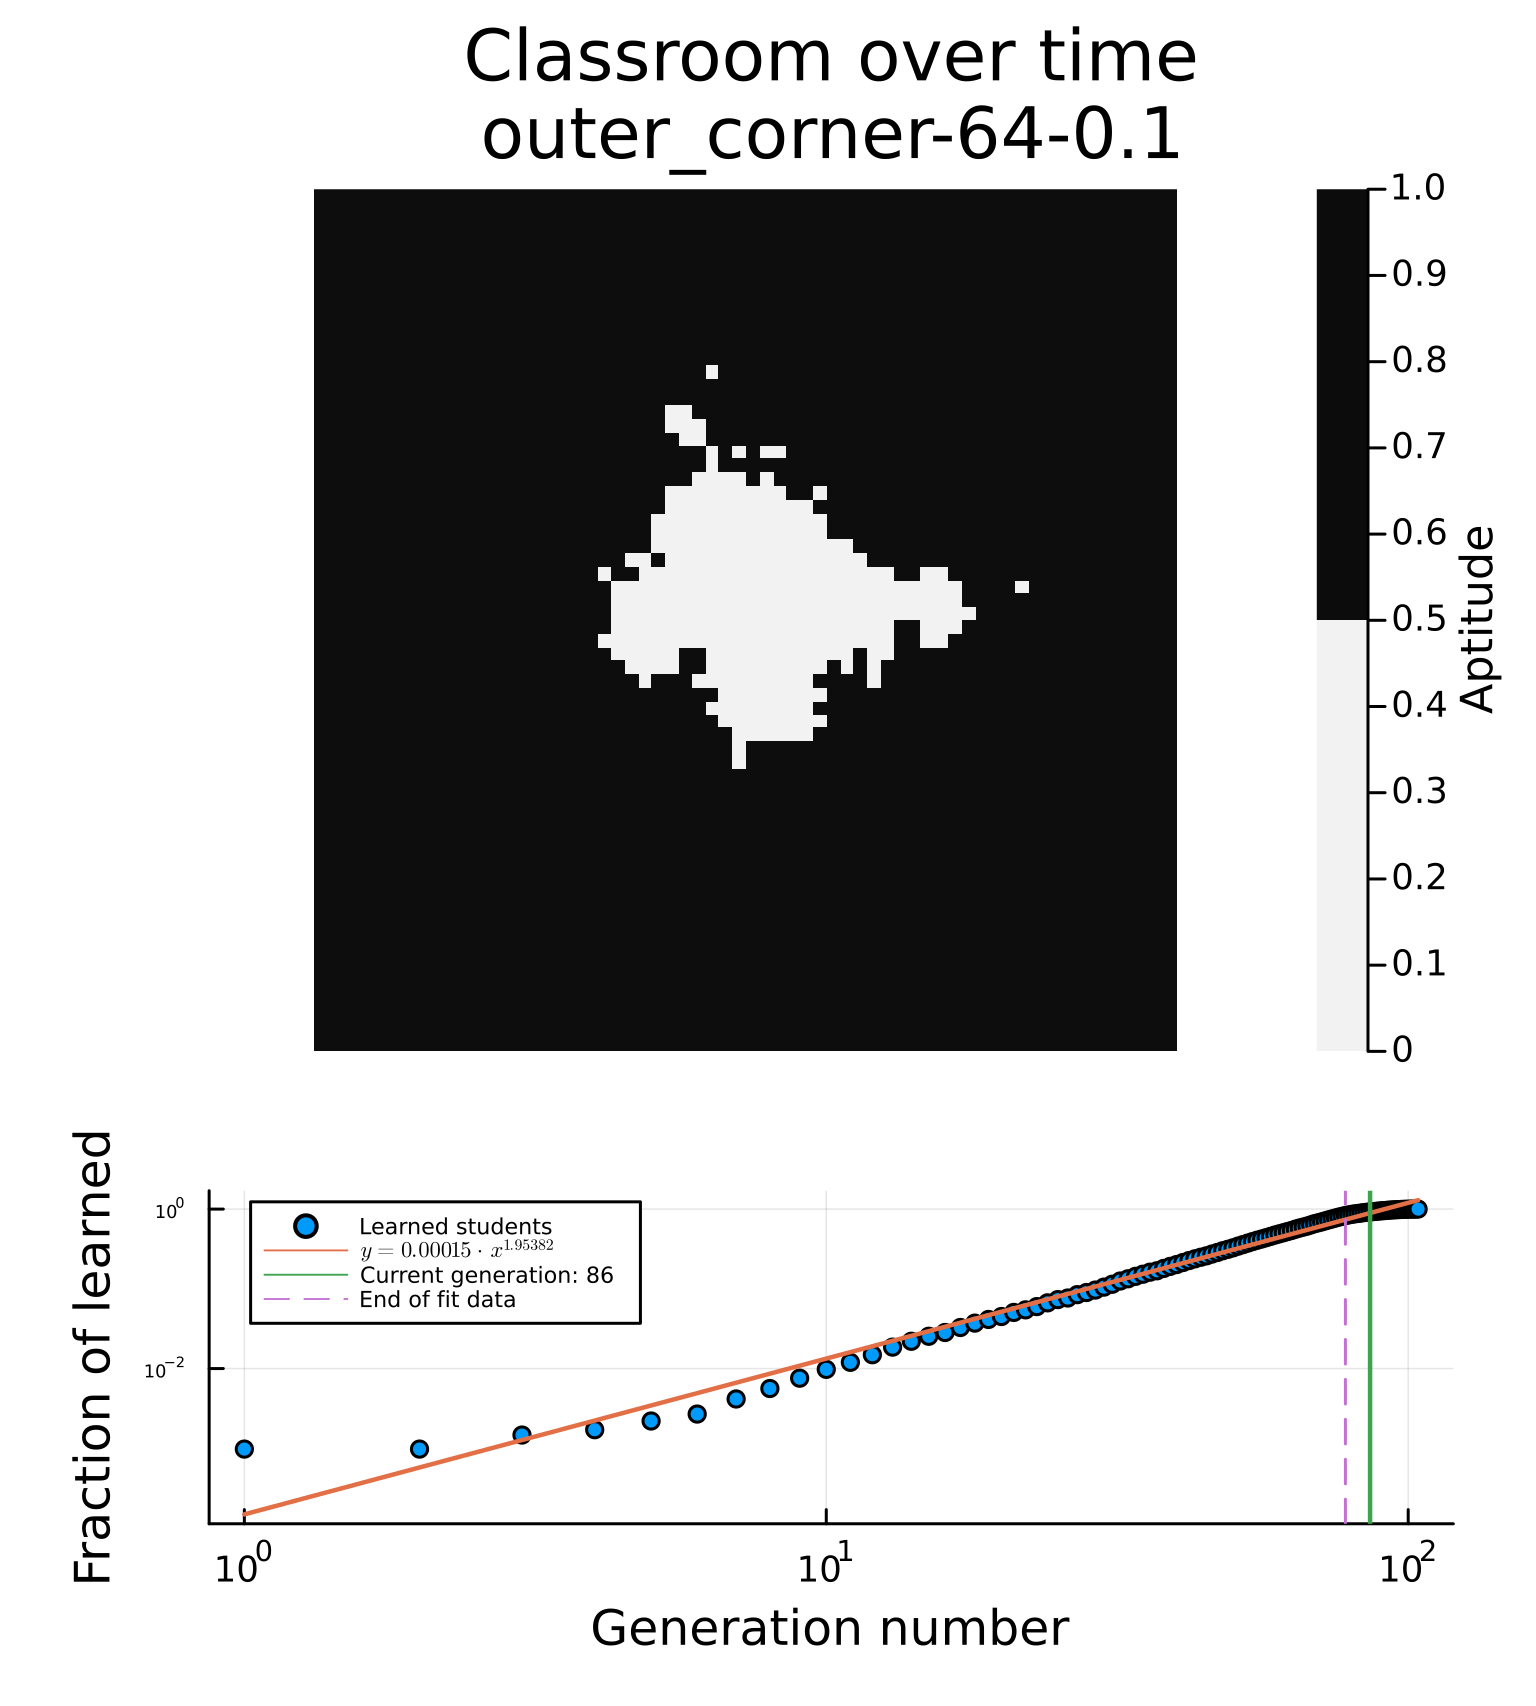 Classroom over time
outer_corner-64-0.1
1.0
0.9
0.8
0.7
0.6
0.5
0.4
0.3
0.2
0.1
0
Aptitude
Fraction of learned
10⁰
10⁻²
Learned students
y = 0.00015 · x^1.95382
Current generation: 86
End of fit data
10⁰
10¹
10²
Generation number